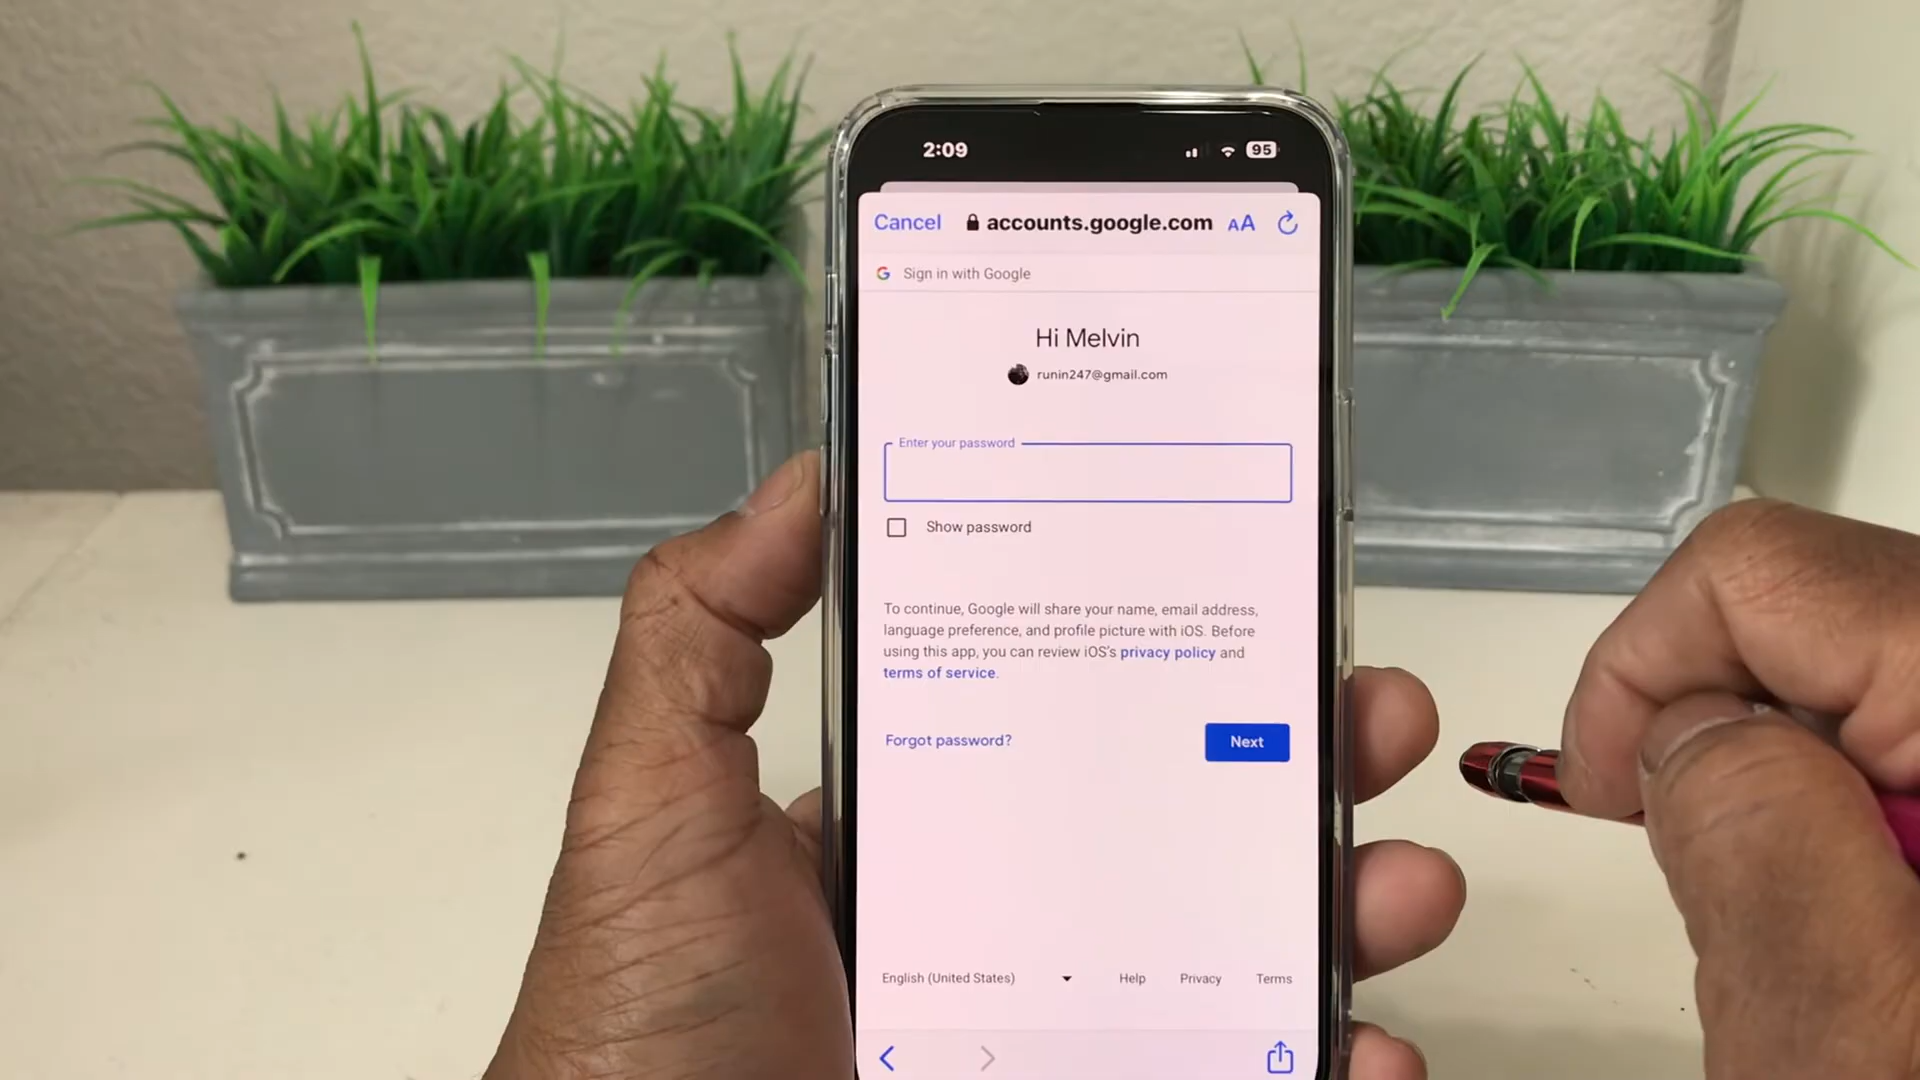 2:09
95
Cancel
accounts.google.com
AA
Sign in with Google
Hi Melvin
runin247@gmail.com
Enter your password
Show password
To continue, Google will share your name, email address,
language preference, and profile picture with iOS. Before
using this app, you can review iOS's privacy policy and
terms of service.
Forgot password?
Next
English (United States)
Help
Privacy
Terms